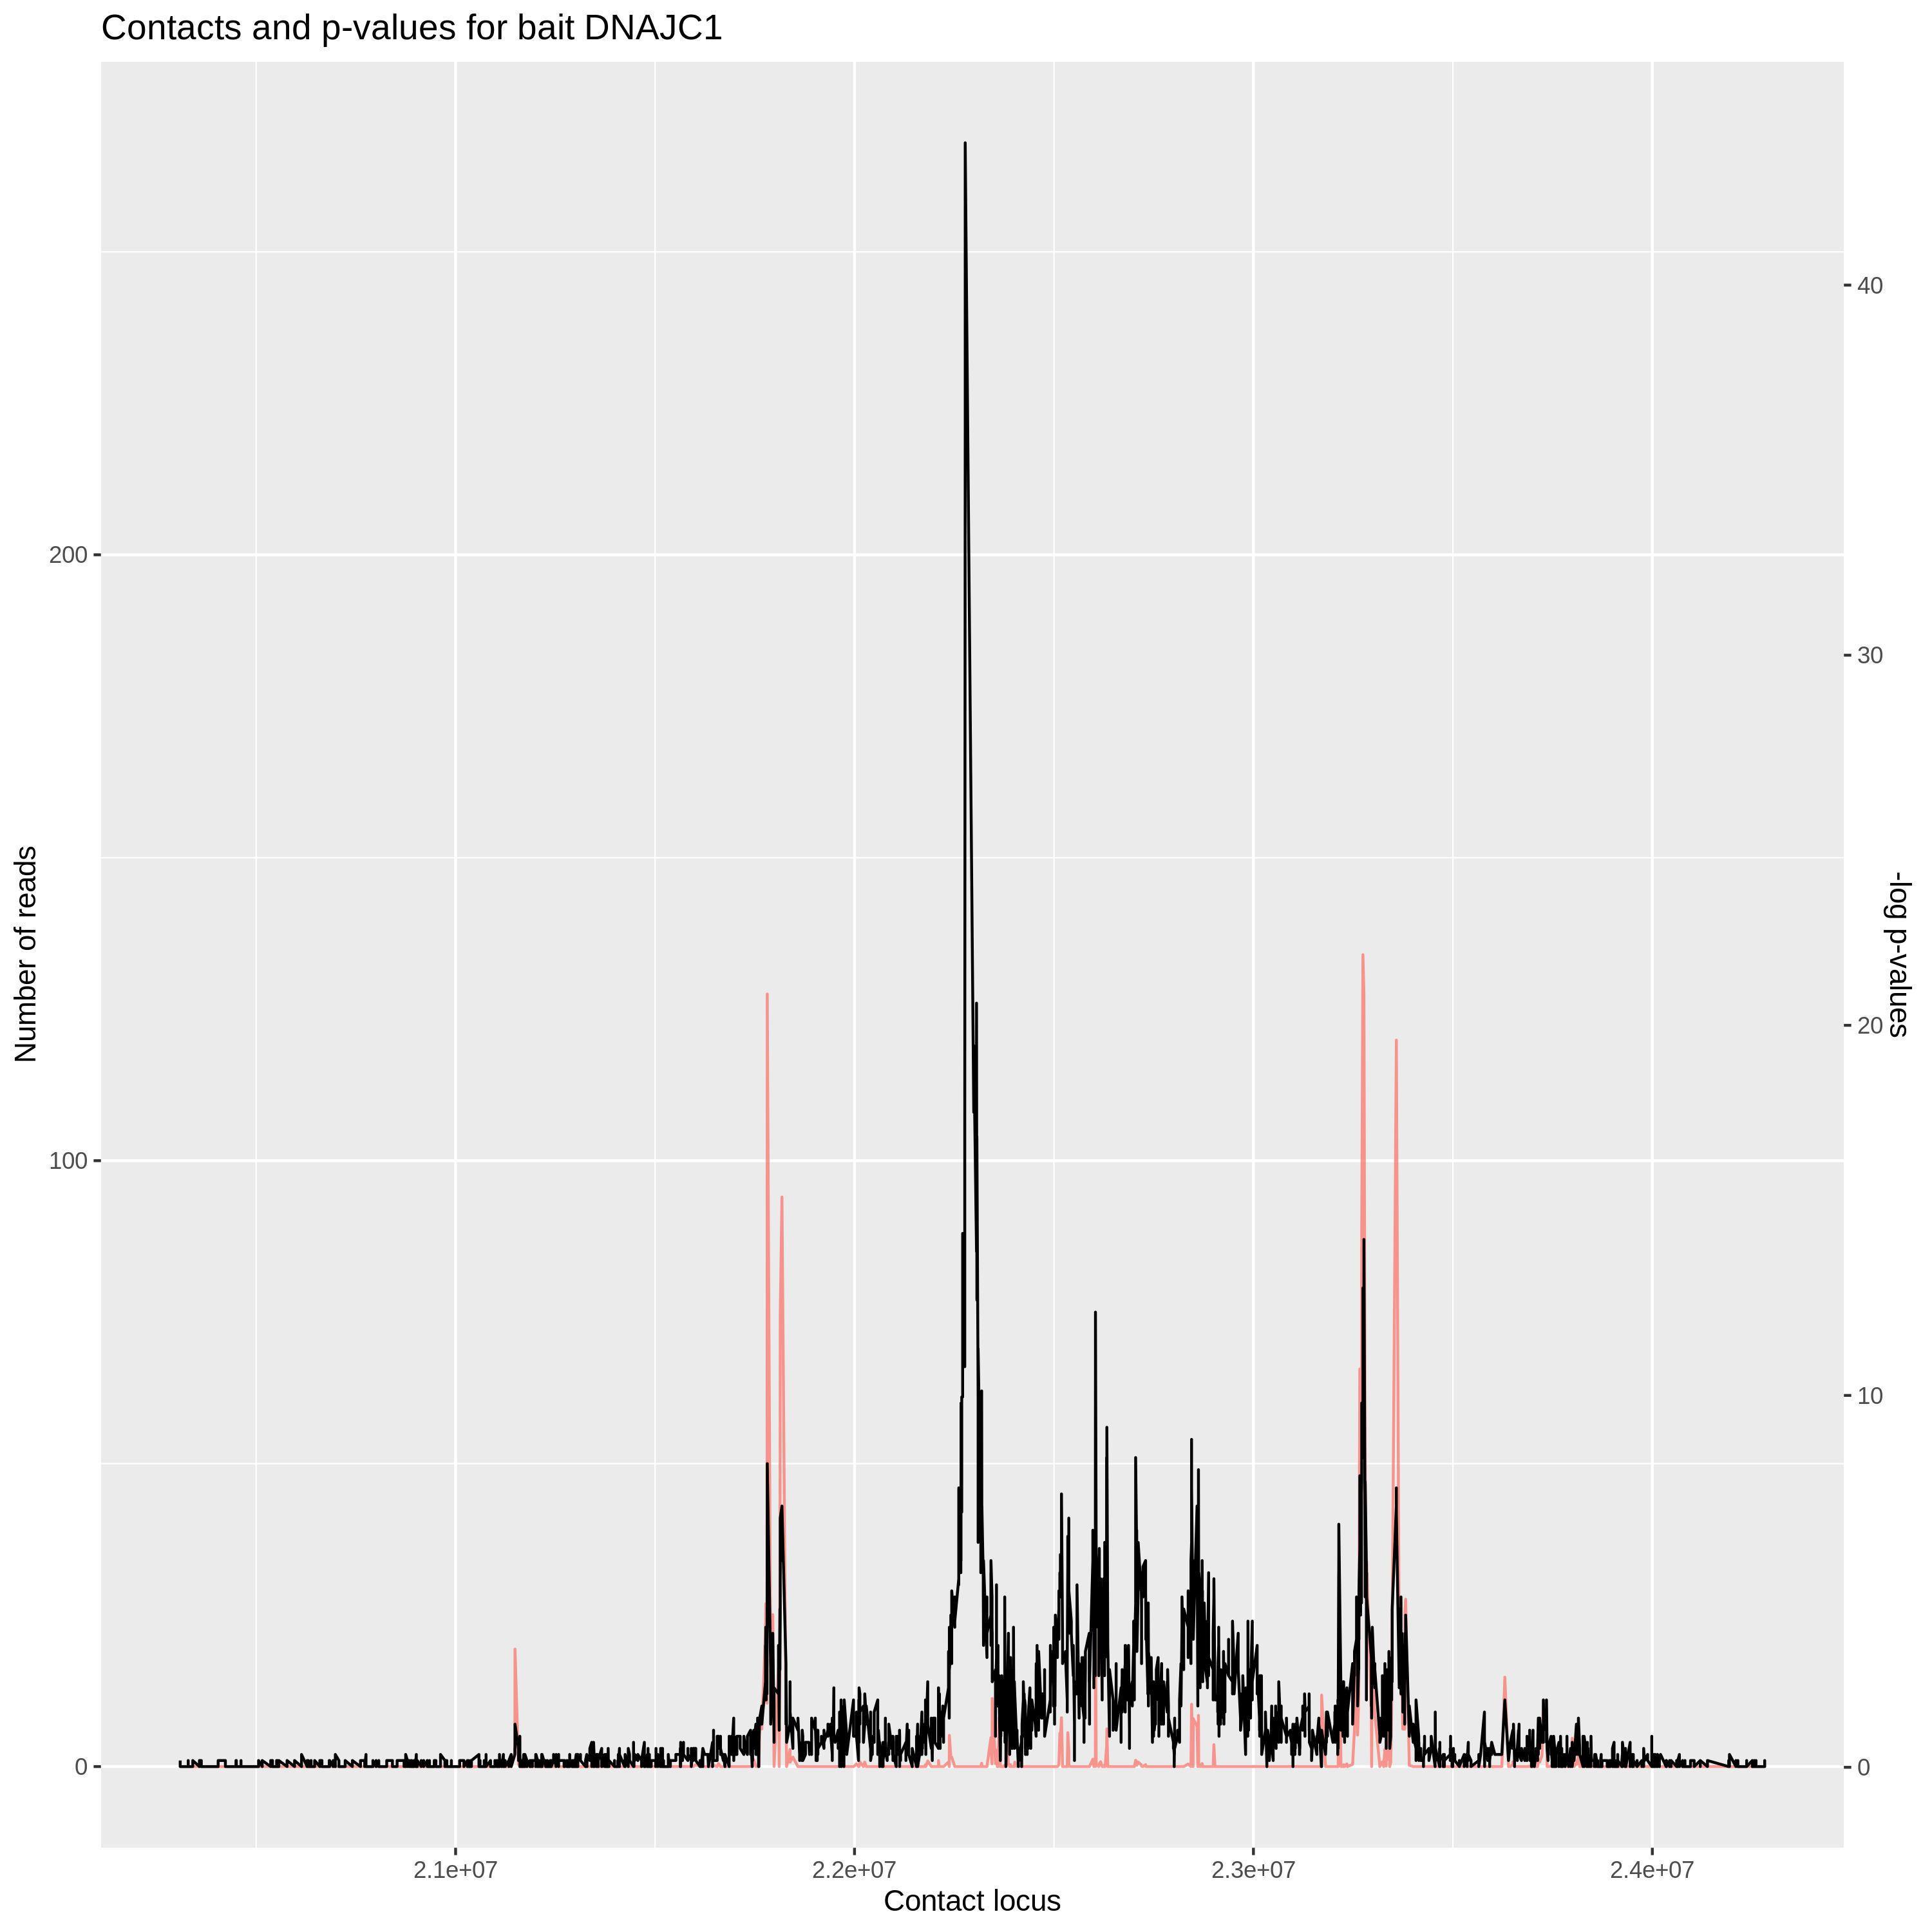 Contacts and p-values for bait DNAJC1
Number of reads
200
100
0
40
30
20
10
0
-log p-values
2.1e+07
2.2e+07
2.3e+07
2.4e+07
Contact locus